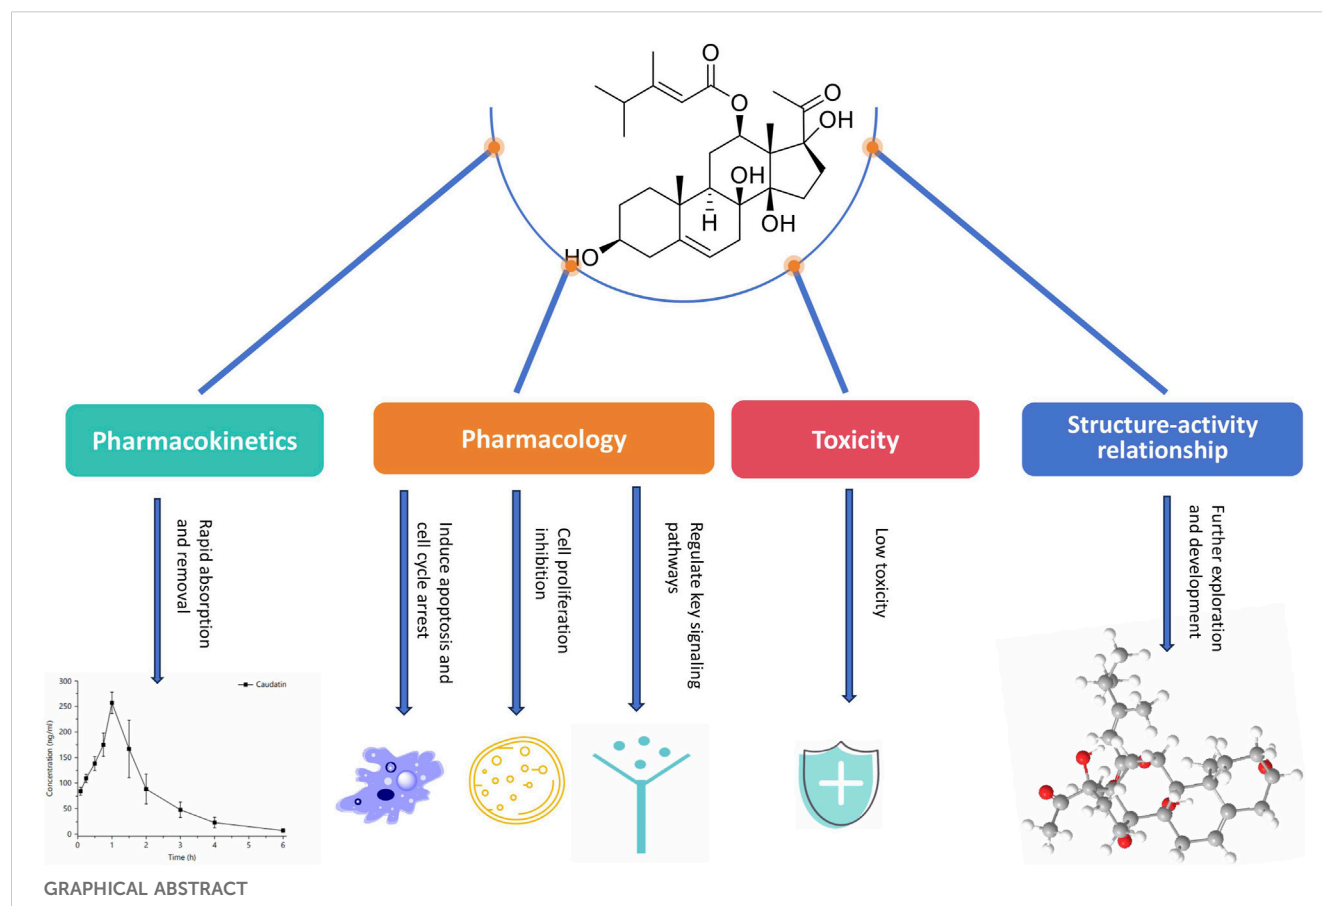 O
O
O
OH
OH
H
OH
HO
Pharmacokinetics
Pharmacology
Toxicity
Structure-activity
relationship
Rapid absorption
and removal
Induce apoptosis and
cell cycle arrest
Cell proliferation
inhibition
Regulate key signaling
pathways
Low toxicity
Further exploration
and development
Caudatin
Concentration (ng/ml)
300
250
200
150
100
50
0
0 1 2 3 4 6
Time (h)
GRAPHICAL ABSTRACT